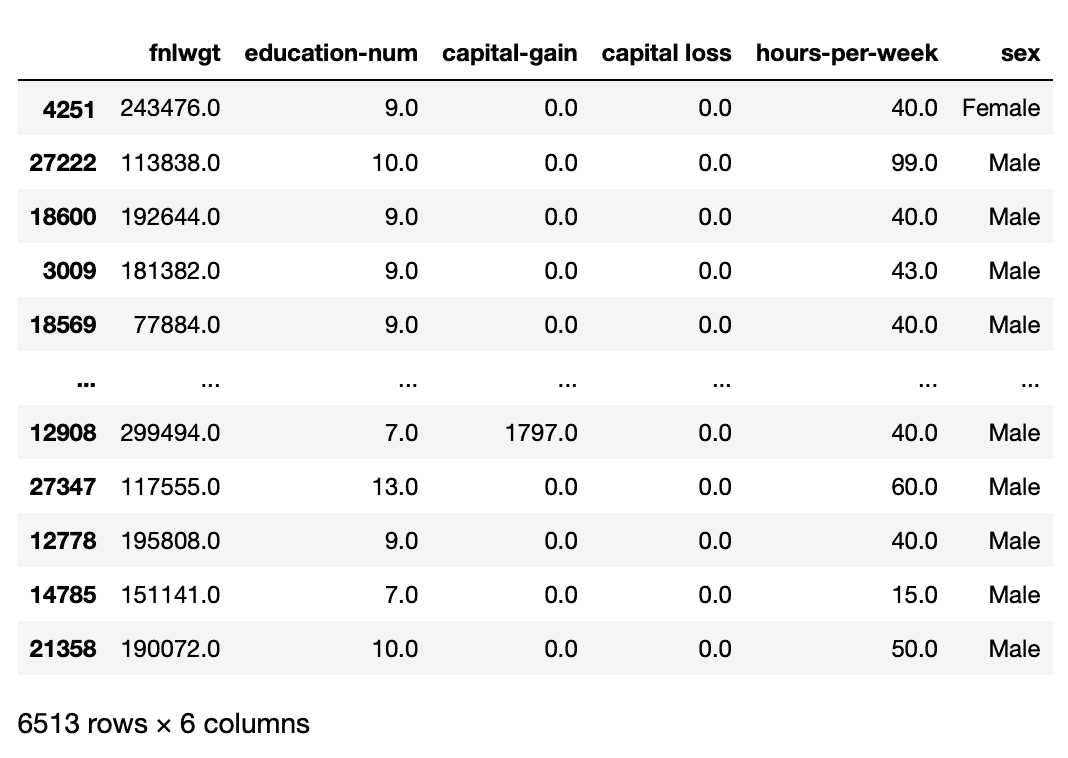 fnlwgt education-num capital-gain capital loss hours-per-week sex
4251 243476.0 9.0 0.0 0.0 40.0 Female
27222 113838.0 10.0 0.0 0.0 99.0 Male
18600 192644.0 9.0 0.0 0.0 40.0 Male
3009 181382.0 9.0 0.0 0.0 43.0 Male
18569 77884.0 9.0 0.0 0.0 40.0 Male
... ... ... ... ... ... ...
12908 299494.0 7.0 1797.0 0.0 40.0 Male
27347 117555.0 13.0 0.0 0.0 60.0 Male
12778 195808.0 9.0 0.0 0.0 40.0 Male
14785 151141.0 7.0 0.0 0.0 15.0 Male
21358 190072.0 10.0 0.0 0.0 50.0 Male
6513 rows × 6 columns